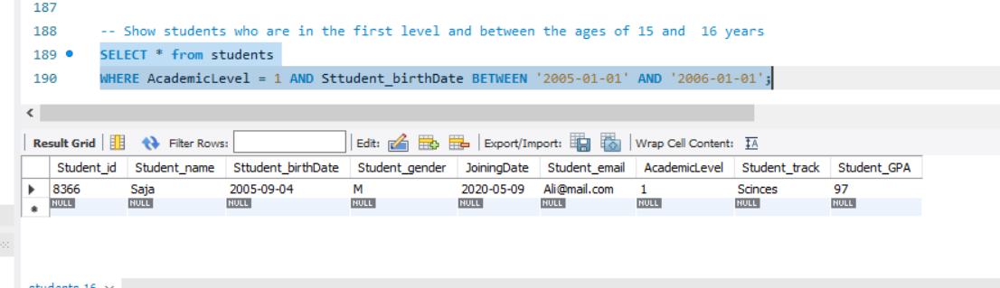 187
188 -- Show students who are in the first level and between the ages of 15 and  16 years
189 SELECT * from students
190 WHERE AcademicLevel = 1 AND Sttudent_birthDate BETWEEN '2005-01-01' AND '2006-01-01';
Result Grid Filter Rows: Edit: Export/Import: Wrap Cell Content: IA
Student_id Student_name Sttudent_birthDate Student_gender JoiningDate Student_email AcademicLevel Student_track Student_GPA
8366 Saja 2005-09-04 M 2020-05-09 Ali@mail.com 1 Scinces 97
NULL NULL NULL NULL NULL NULL NULL NULL NULL
students 16